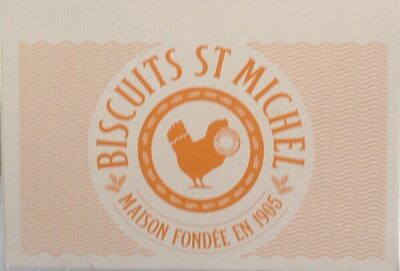 BISCUITS ST MICHEL
MAISON FONDÉE EN 1905